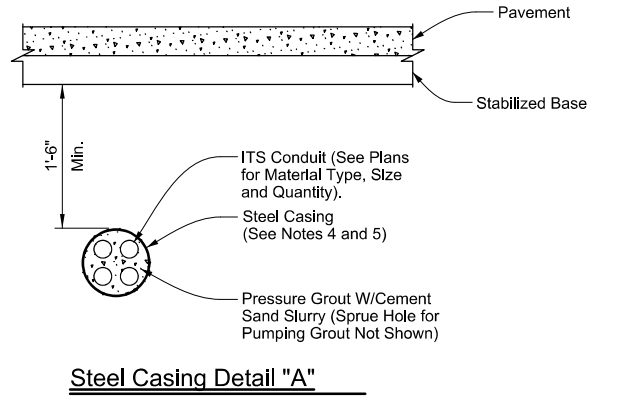 Pavement
Stabilized Base
1'-6"
Min.
ITS Conduit (See Plans
for Material Type, Size
and Quantity).
Steel Casing
(See Notes 4 and 5)
Pressure Grout W/Cement
Sand Slurry (Sprue Hole for
Pumping Grout Not Shown)
Steel Casing Detail "A"